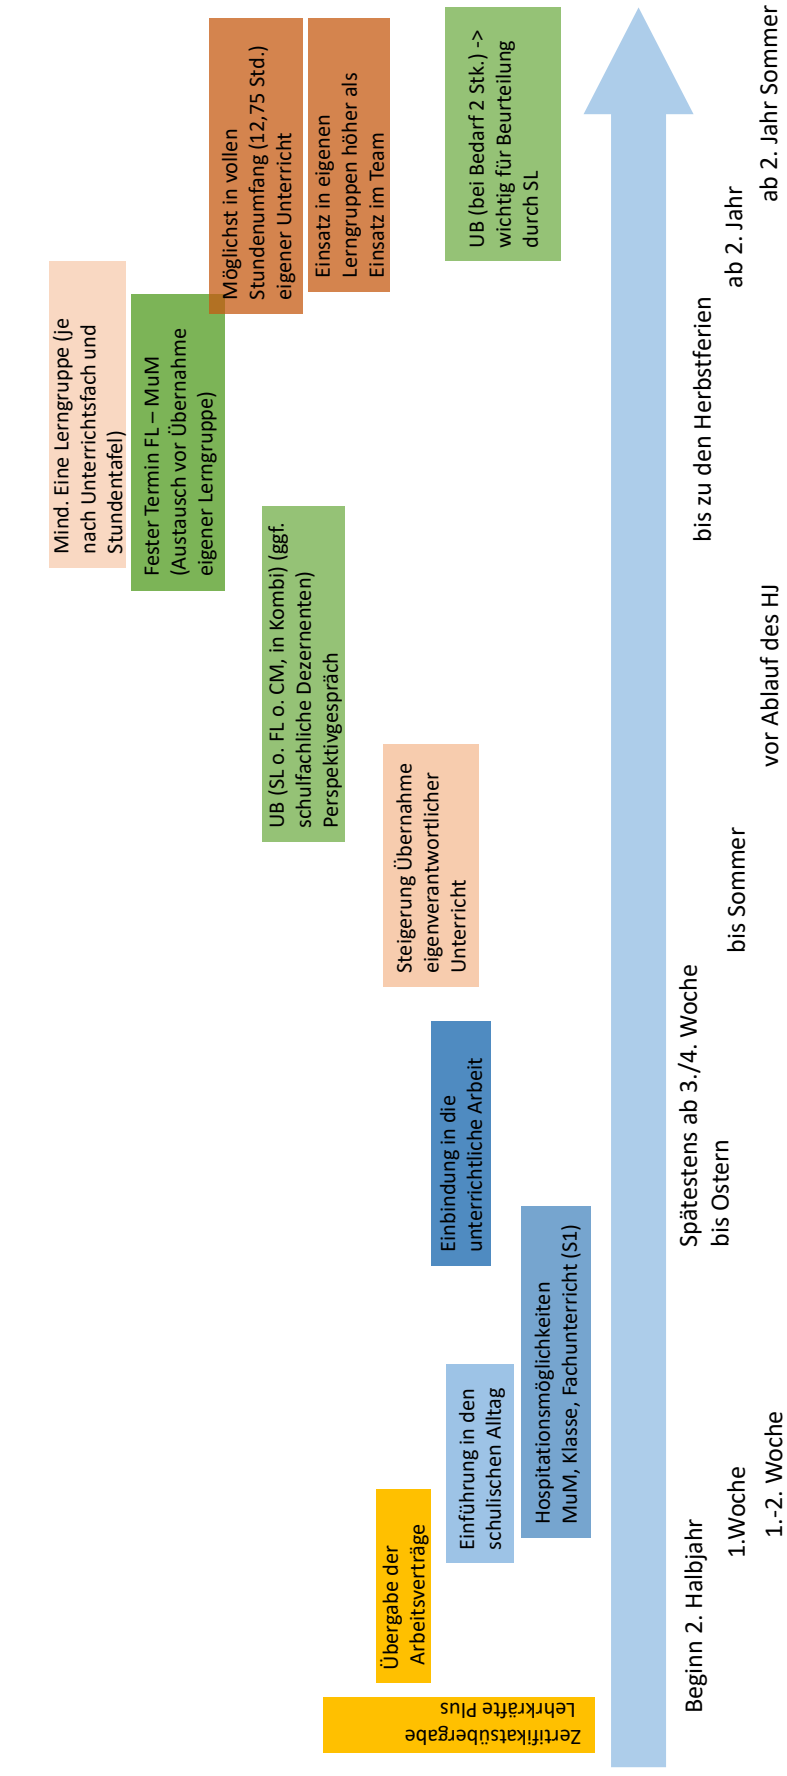 Zertifikatsübergabe
Lehrkräfte Plus
Übergabe der
Arbeitsverträge
Einführung in den
schulischen Alltag
Hospitationsmöglichkeiten
MuM, Klasse, Fachunterricht (S1)
Einbindung in die
unterrichtliche Arbeit
Steigerung Übernahme
eigenverantwortlicher
Unterricht
UB (SL o. FL o. CM, in Kombi) (ggf.
schulfachliche Dezernenten)
Perspektivgespräch
Mind. Eine Lerngruppe (je
nach Unterrichtsfach und
Stundentafel)
Fester Termin FL – MuM
(Austausch vor Übernahme
eigener Lerngruppe)
Möglichst in vollen
Stundenumfang (12,75 Std.)
eigener Unterricht
Einsatz in eigenen
Lerngruppen höher als
Einsatz im Team
UB (bei Bedarf 2 Stk.) ->
wichtig für Beurteilung
durch SL
Beginn 2. Halbjahr
1.Woche
1.-2. Woche
Spätestens ab 3./4. Woche
bis Ostern
bis Sommer
vor Ablauf des HJ
bis zu den Herbstferien
ab 2. Jahr
ab 2. Jahr Sommer